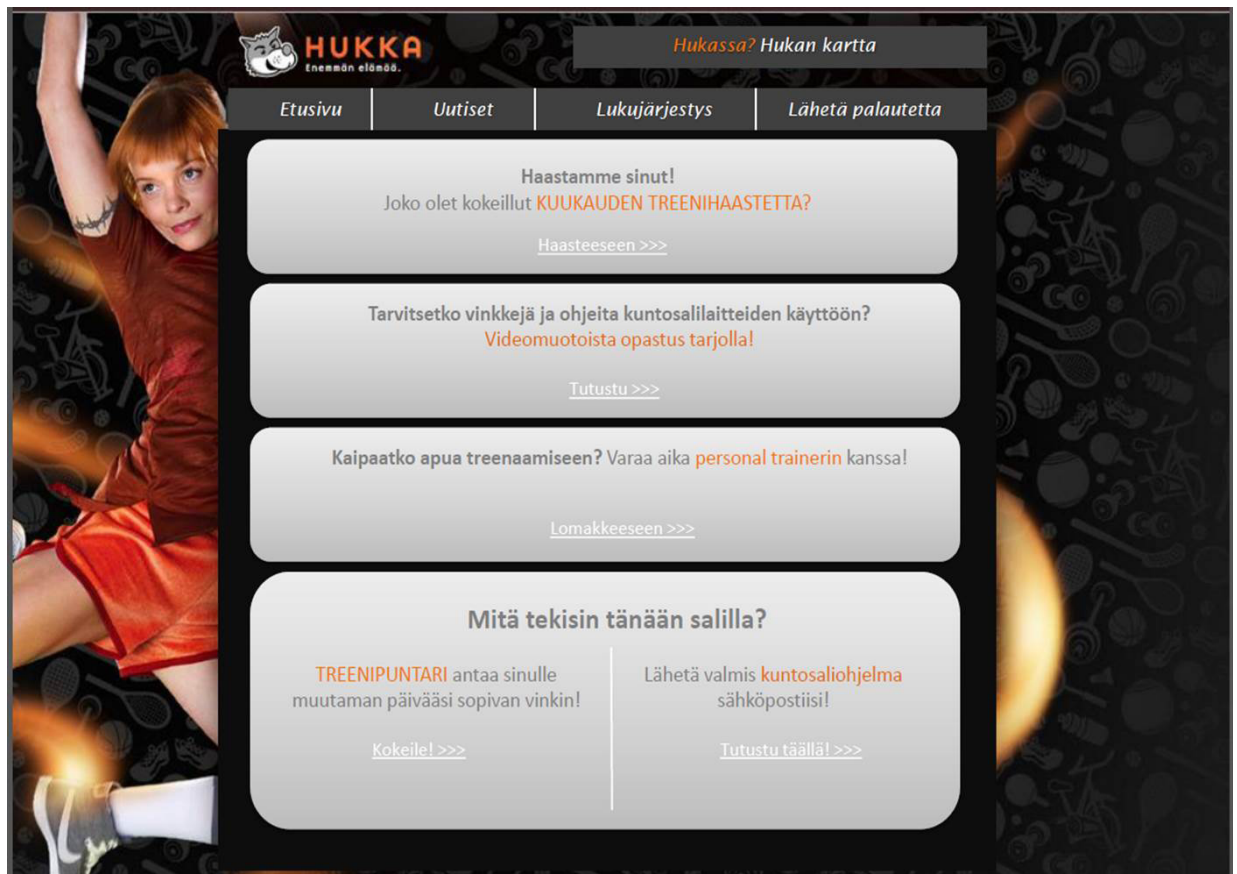 HUKKA
Enemmän elämää.
Hukassa? Hukan kartta
Etusivu
Uutiset
Lukujärjestys
Lähetä palautetta
Haastamme sinut!
Joko olet kokeillut KUUKAUDEN TREENIHAASTETTA?
Haasteeseen >>>
Tarvitsetko vinkkejä ja ohjeita kuntosalilaitteiden käyttöön?
Videomuotoista opastus tarjolla!
Tutustu >>>
Kaipaatko apua treenaamiseen? Varaa aika personal trainerin kanssa!
Lomakkeeseen >>>
Mitä tekisin tänään salilla?
TREENIPUNTARI antaa sinulle
muutaman päivääsi sopivan vinkin!
Kokeile! >>>
Lähetä valmis kuntosaliohjelma
sähköpostiisi!
Tutustu täällä! >>>